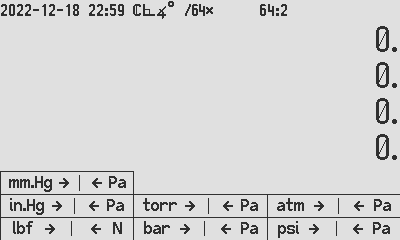 2022-12-18 22:59 ℂ⊾∡° /64× 64:2
0.
0.
0.
0.
mm.Hg → | ← Pa
in.Hg → | ← Pa torr → | ← Pa atm → | ← Pa
lbf → | ← N bar → | ← Pa psi → | ← Pa